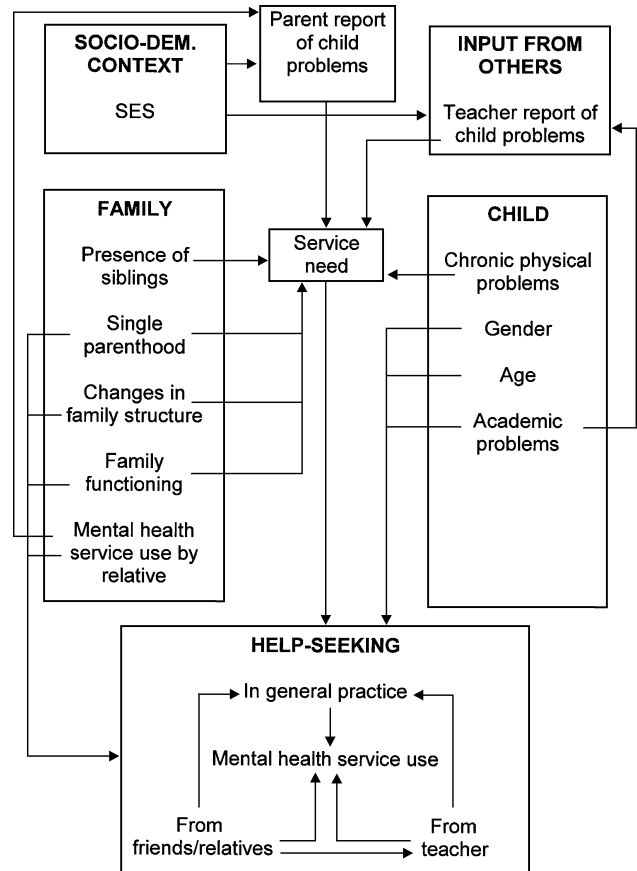 Parent report
of child
problems
SOCIO-DEM.
CONTEXT
SES
INPUT FROM
OTHERS
Teacher report of
child problems
FAMILY
Presence of
siblings
Single
parenthood
Changes in
family structure
Family
functioning
Mental health
service use by
relative
Service
need
CHILD
Chronic physical
problems
Gender
Age
Academic
problems
HELP-SEEKING
In general practice
Mental health service use
From
friends/relatives
From
teacher